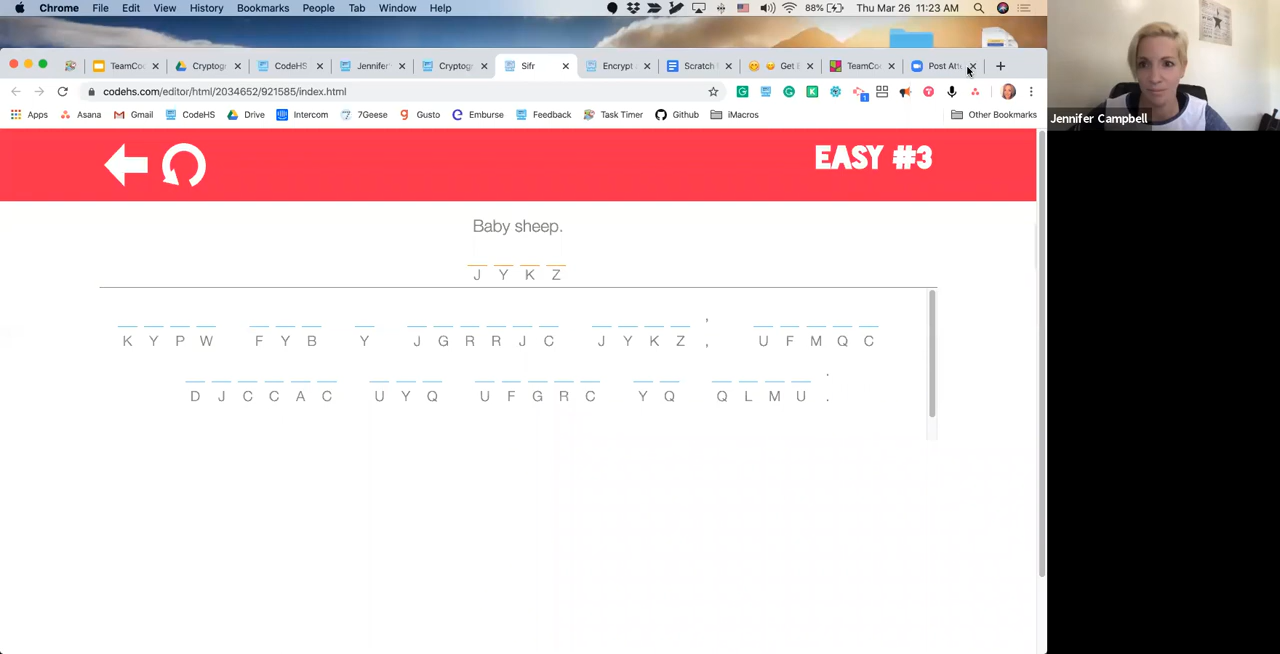 Chrome File Edit View History Bookmarks People Tab Window Help 88% Thu Mar 26 11:23 AM
TeamCo Cryptog CodeHS Jennifer Cryptog Sifr Encrypt Scratch Get TeamCo Post Att
codehs.com/editor/html/2034652/921585/index.html
Apps Asana Gmail CodeHS Drive Intercom 7Geese Gusto Emburse Feedback Task Timer Github iMacros Other Bookmarks
Jennifer Campbell
EASY #3
Baby sheep.
J Y K Z
,
K Y P W F Y B Y J G R R J C J Y K Z , U F M Q C
.
D J C C A C U Y Q U F G R C Y Q Q L M U .